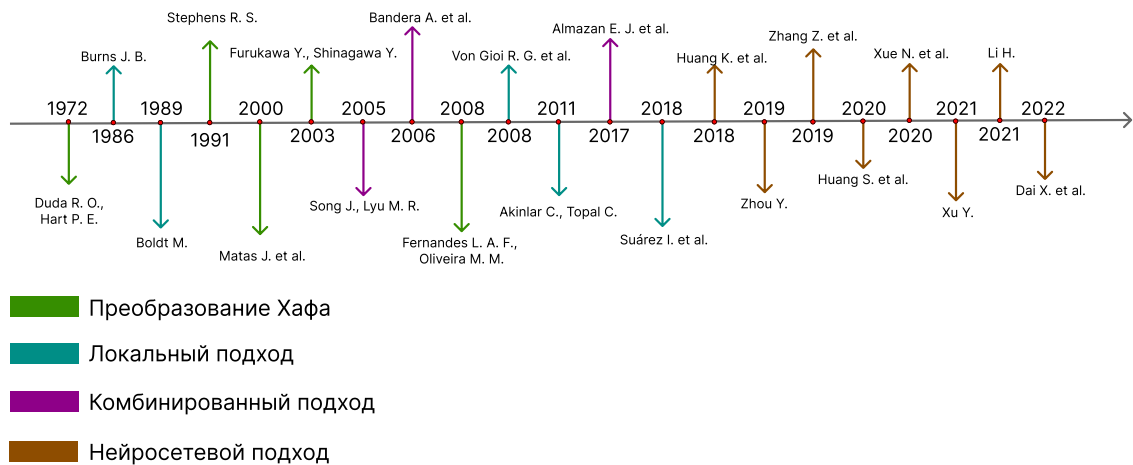 Stephens R. S.
Bandera A. et al.
Almazan E. J. et al.
Zhang Z. et al.
Burns J. B.
Furukawa Y., Shinagawa Y.
Von Gioi R. G. et al.
Huang K. et al.
Xue N. et al.
Li H.
1972 1989 2000 2005 2008 2011 2018 2019 2020 2021 2022
1986 1991 2003 2006 2008 2017 2018 2019 2020 2021
Duda R. O.,
Hart P. E.
Boldt M.
Matas J. et al.
Song J., Lyu M. R.
Fernandes L. A. F.,
Oliveira M. M.
Akinlar C., Topal C.
Suárez I. et al.
Zhou Y.
Huang S. et al.
Xu Y.
Dai X. et al.
Преобразование Хафа
Локальный подход
Комбинированный подход
Нейросетевой подход